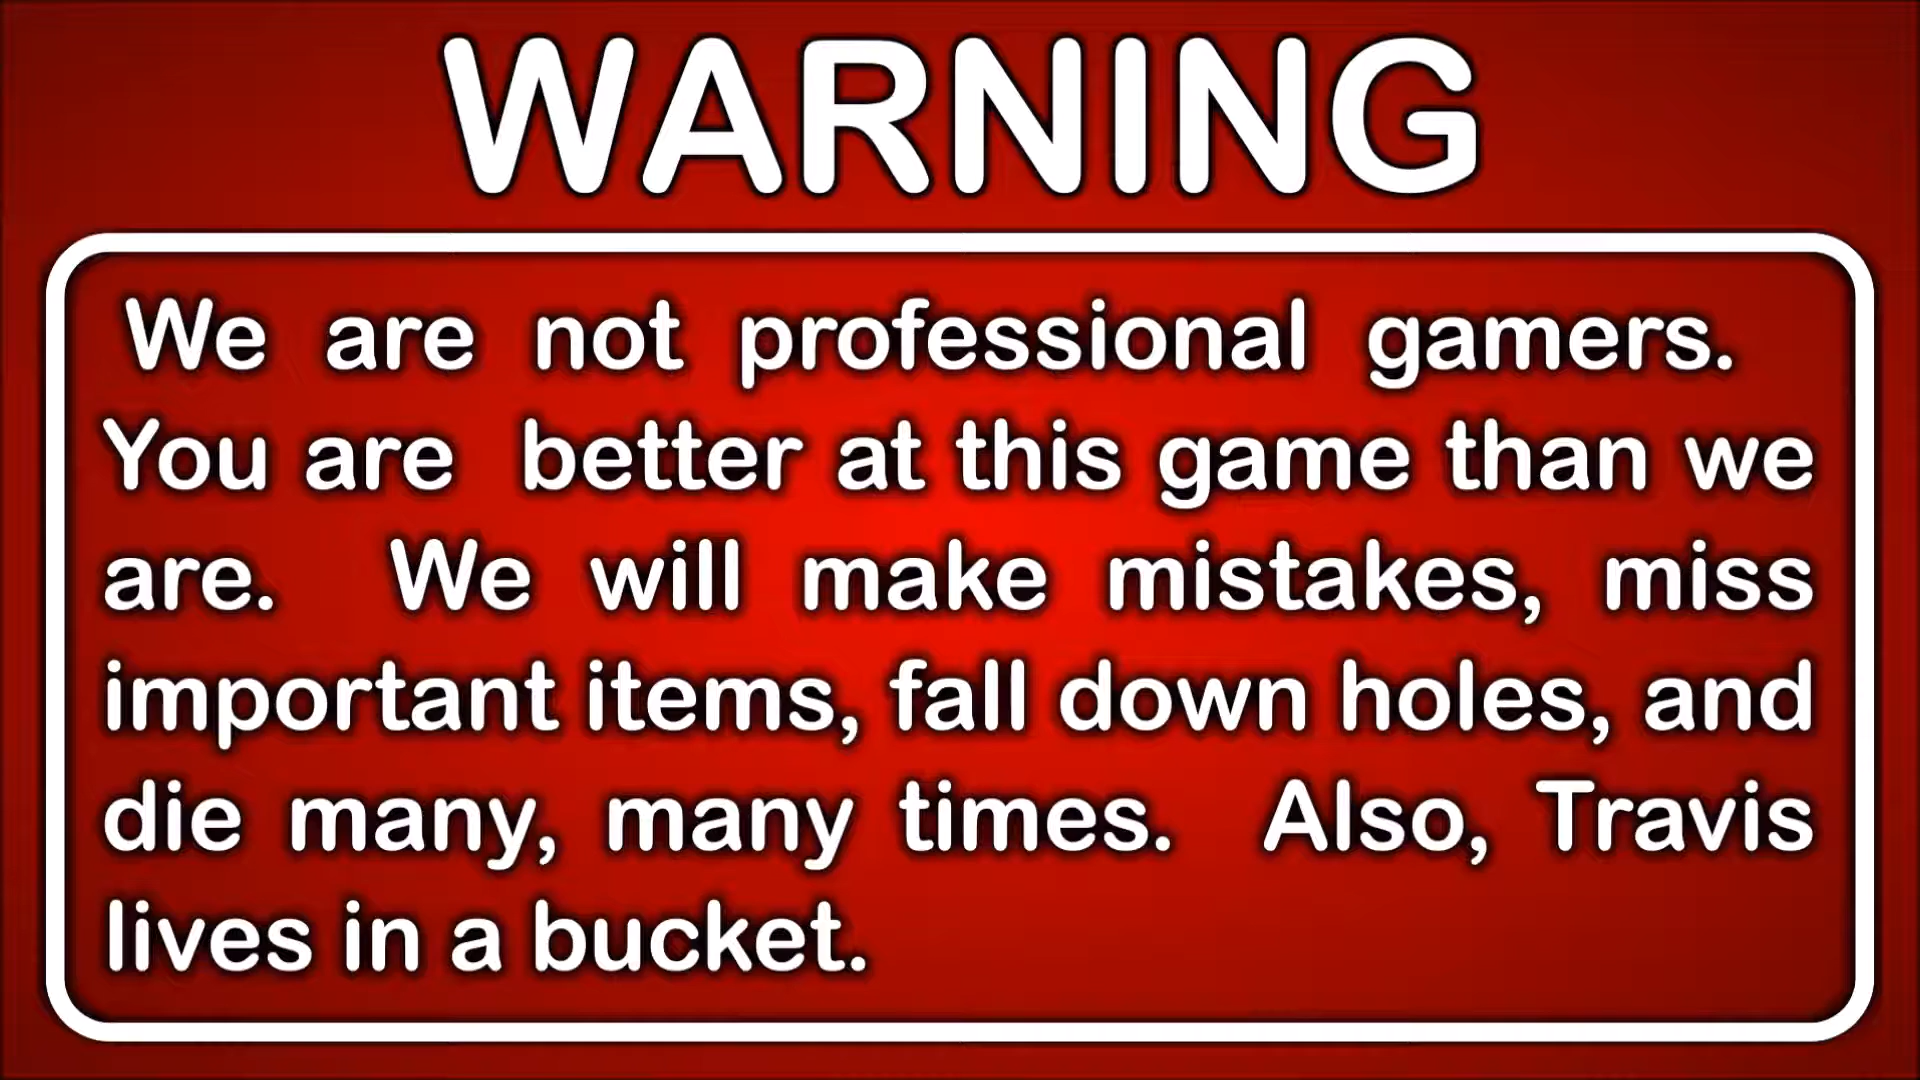 WARNING
We are not professional gamers.
You are better at this game than we
are. We will make mistakes, miss
important items, fall down holes, and
die many, many times. Also, Travis
lives in a bucket.